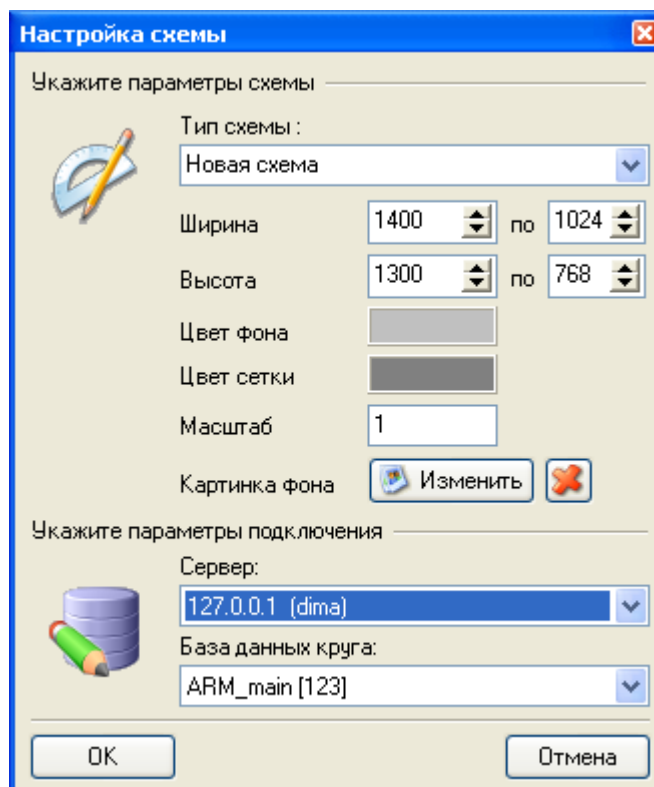 Настройка схемы
Укажите параметры схемы
Тип схемы :
Новая схема
Ширина 1400 по 1024
Высота 1300 по 768
Цвет фона
Цвет сетки
Масштаб 1
Картинка фона Изменить
Укажите параметры подключения
Сервер:
127.0.0.1 (dima)
База данных круга:
ARM_main [123]
OK Отмена